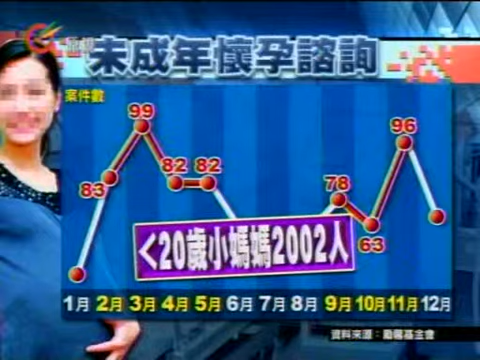 未成年懷孕諮詢
案件數
99
96
83
82
82
78
63
<20歲小媽媽2002人
1月 2月 3月 4月 5月 6月 7月 8月 9月 10月 11月 12月
資料來源：勵馨基金會